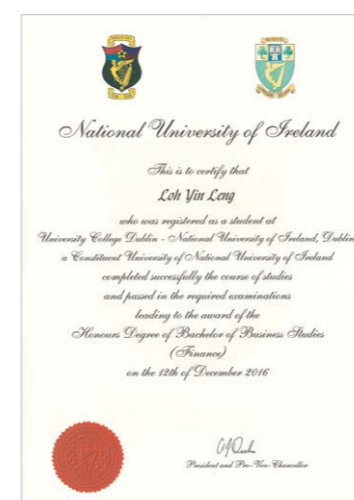 National University of Ireland
This is to certify that
Loh Yin Leng
who was registered as a student at
University College Dublin - National University of Ireland, Dublin
a Constituent University of National University of Ireland
completed successfully the course of studies
and passed in the required examinations
leading to the award of the
Honours Degree of Bachelor of Business Studies
(Finance)
on the 12th of December 2016
President and Pro-Vice-Chancellor